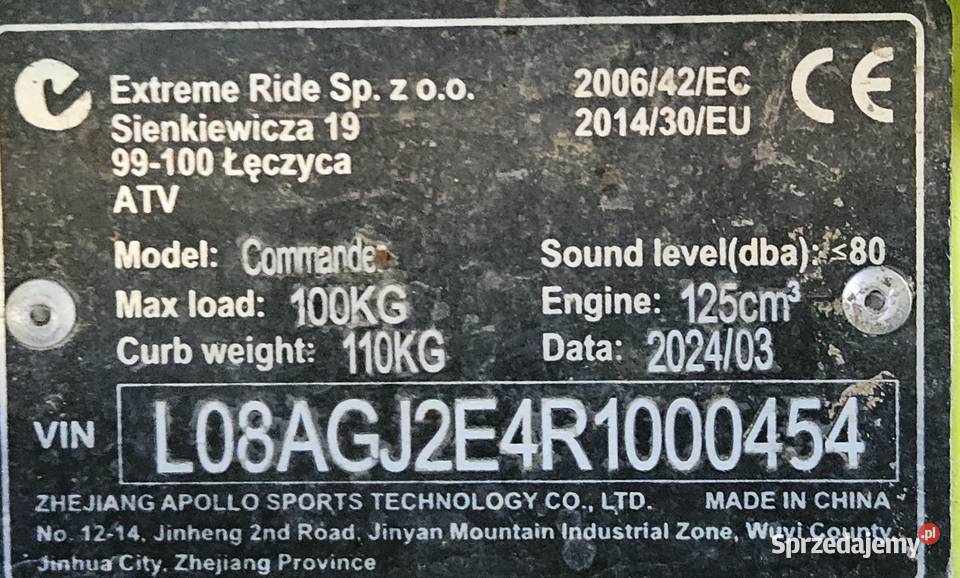 Extreme Ride Sp. z o.o.
Sienkiewicza 19
99-100 Łęczyca
ATV
2006/42/EC
2014/30/EU
CE
Model: Commander
Max load: 100KG
Curb weight: 110KG
Sound level(dba): ≤80
Engine: 125cm³
Data: 2024/03
VIN L08AGJ2E4R1000454
ZHEJIANG APOLLO SPORTS TECHNOLOGY CO., LTD. MADE IN CHINA
No. 12-14, Jinheng 2nd Road, Jinyan Mountain Industrial Zone, Wuyi County,
Jinhua City, Zhejiang Province
Sprzedajemy.pl